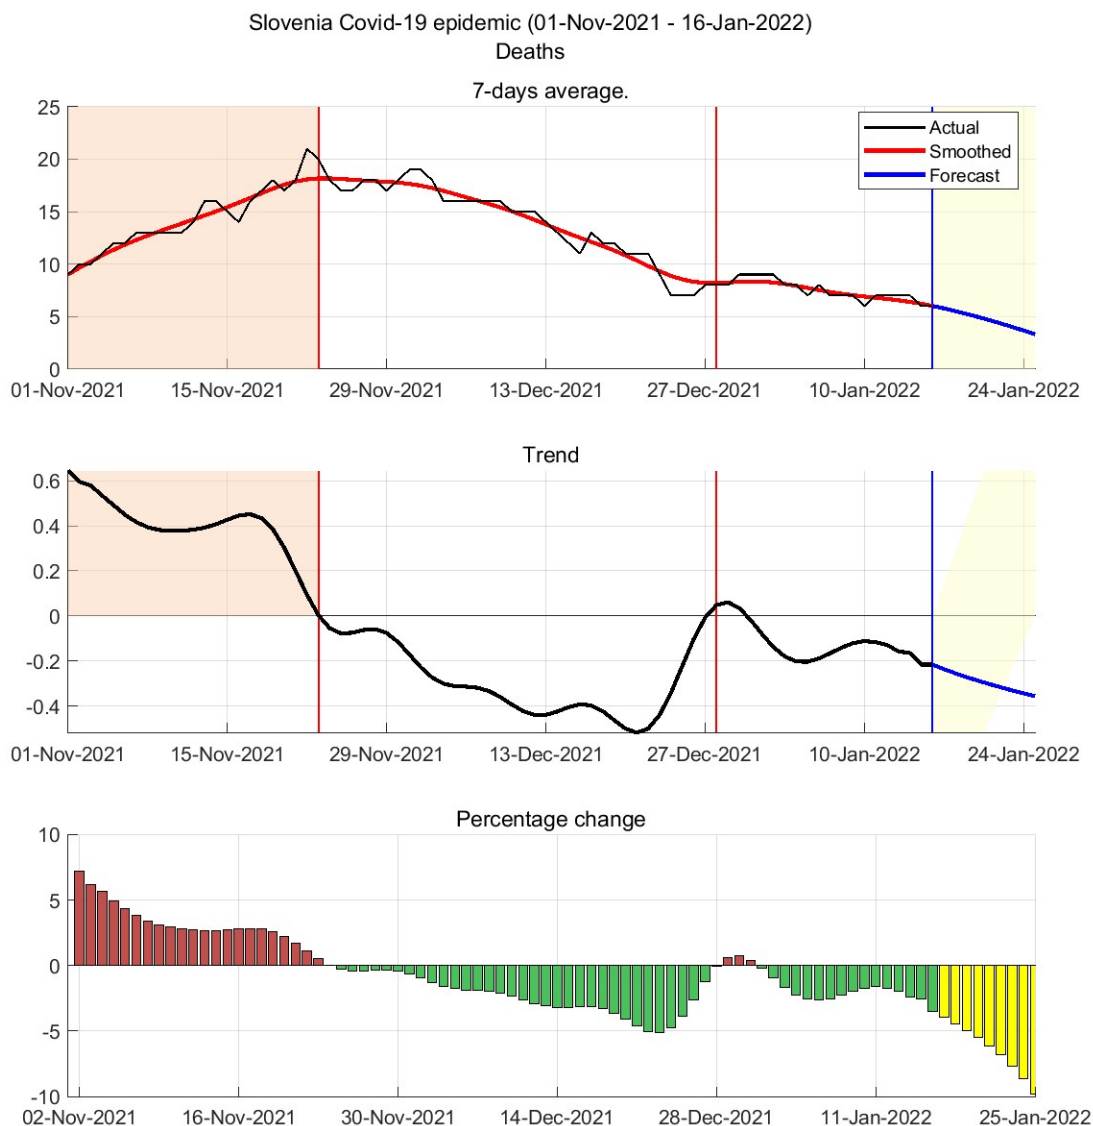 Slovenia Covid-19 epidemic (01-Nov-2021 - 16-Jan-2022)
Deaths
7-days average.
25
20
15
10
5
0
Actual
Smoothed
Forecast
01-Nov-2021 15-Nov-2021 29-Nov-2021 13-Dec-2021 27-Dec-2021 10-Jan-2022 24-Jan-2022
Trend
0.6
0.4
0.2
0
-0.2
-0.4
01-Nov-2021 15-Nov-2021 29-Nov-2021 13-Dec-2021 27-Dec-2021 10-Jan-2022 24-Jan-2022
Percentage change
10
5
0
-5
-10
02-Nov-2021 16-Nov-2021 30-Nov-2021 14-Dec-2021 28-Dec-2021 11-Jan-2022 25-Jan-2022